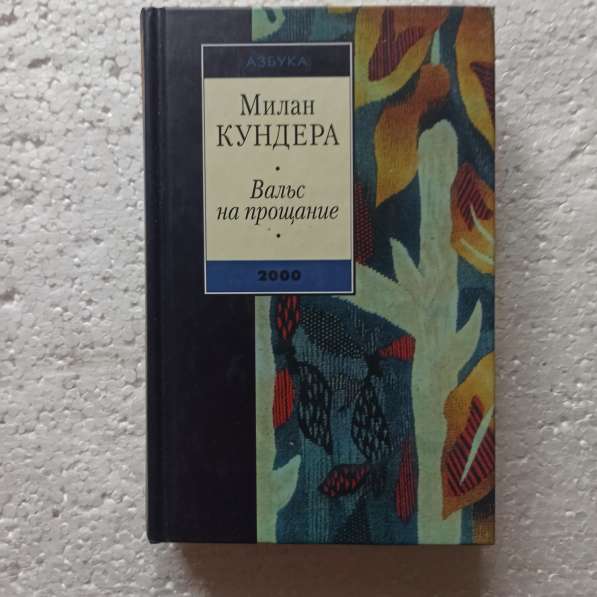 АЗБУКА
Милан
КУНДЕРА
Вальс
на прощание
2000